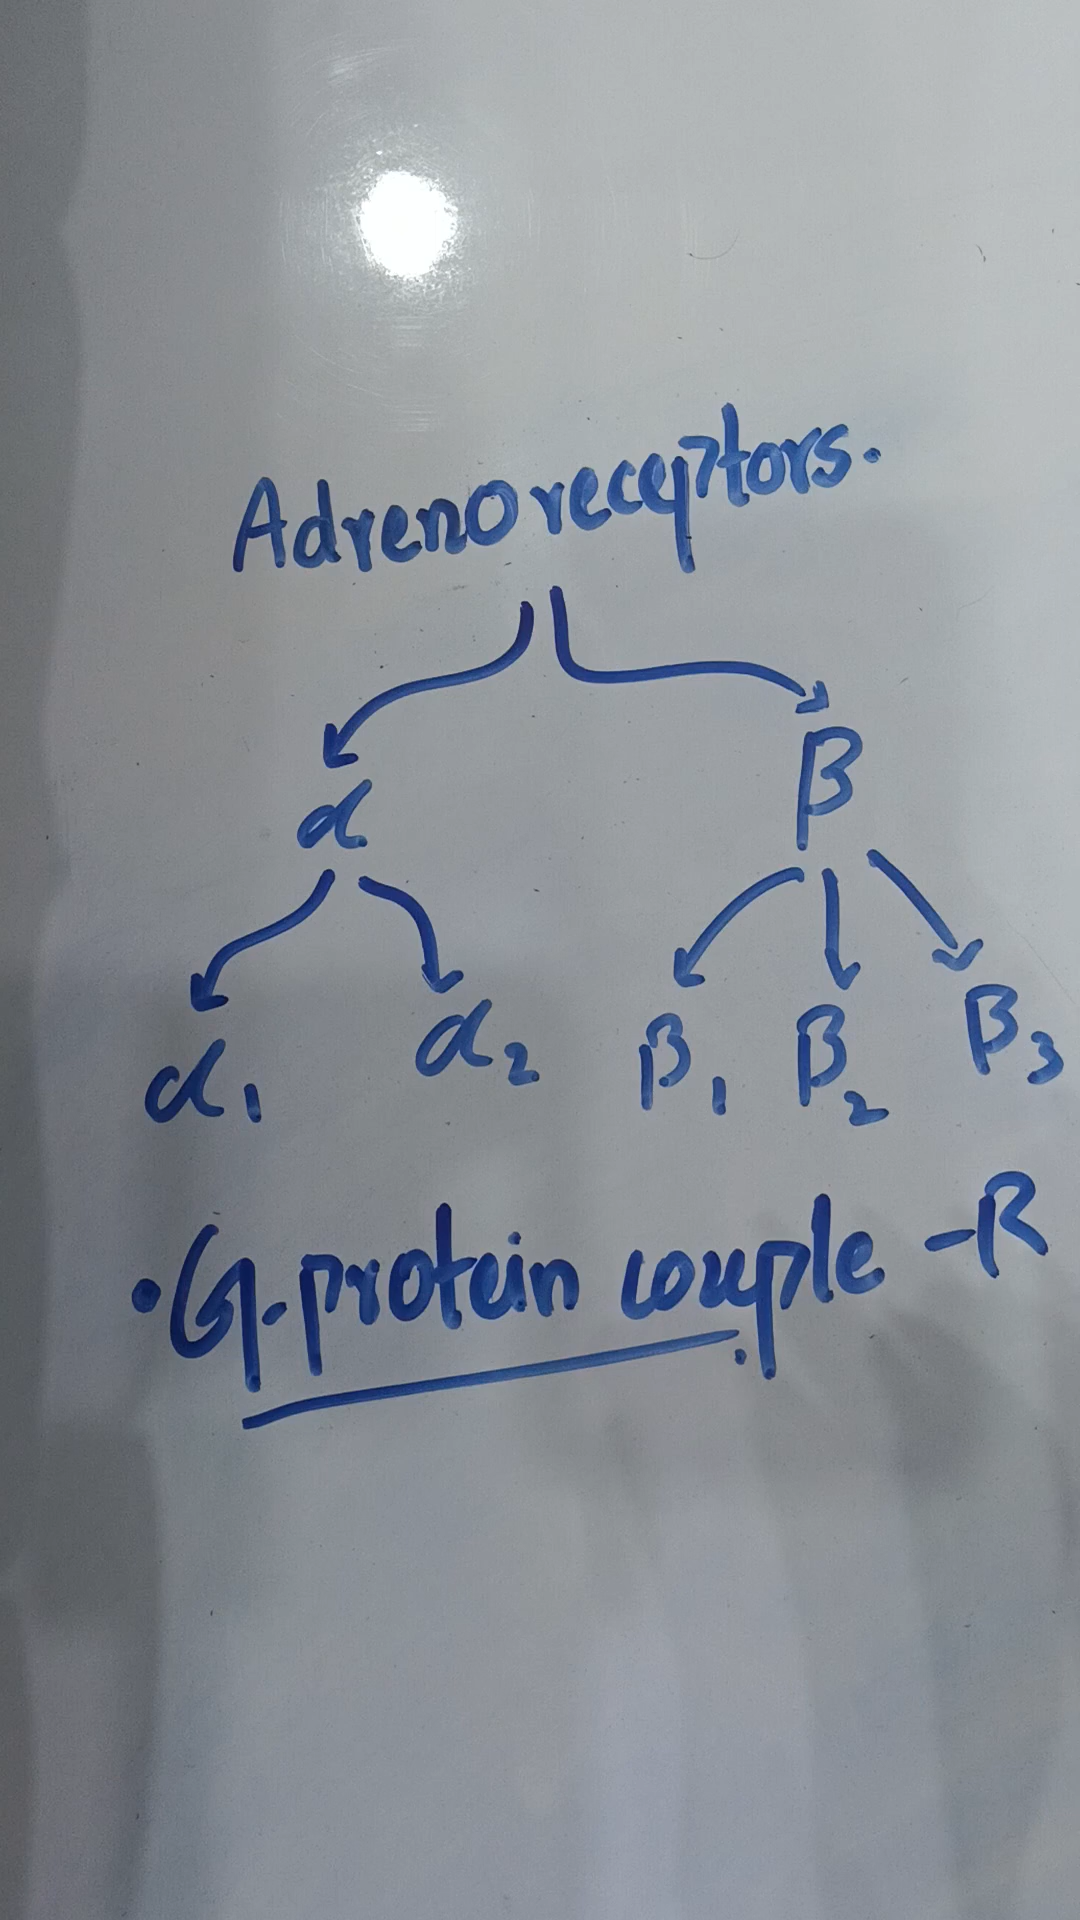 Adrenoreceptors.
α β
α₁ α₂ β₁ β₂ β₃
• G.protein couple - R